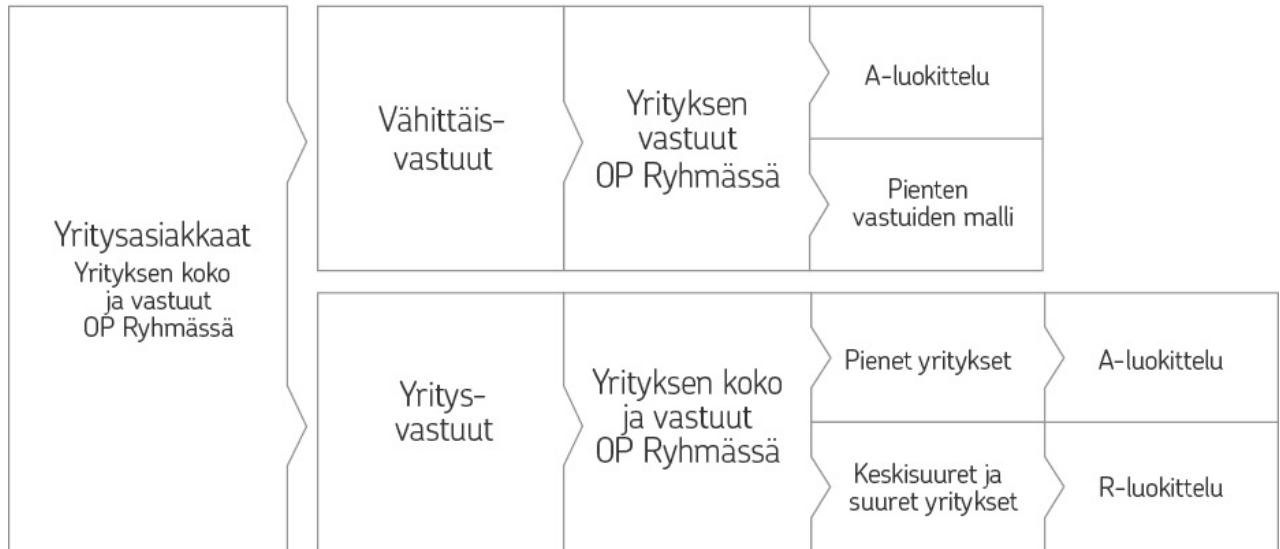 Yritysasiakkaat
Yrityksen koko
ja vastuut
OP Ryhmässä
Vähittäis-
vastuut
Yrityksen
vastuut
OP Ryhmässä
A-luokittelu
Pienten
vastuiden malli
Yritys-
vastuut
Yrityksen koko
ja vastuut
OP Ryhmässä
Pienet yritykset
A-luokittelu
Keskisuuret ja
suuret yritykset
R-luokittelu